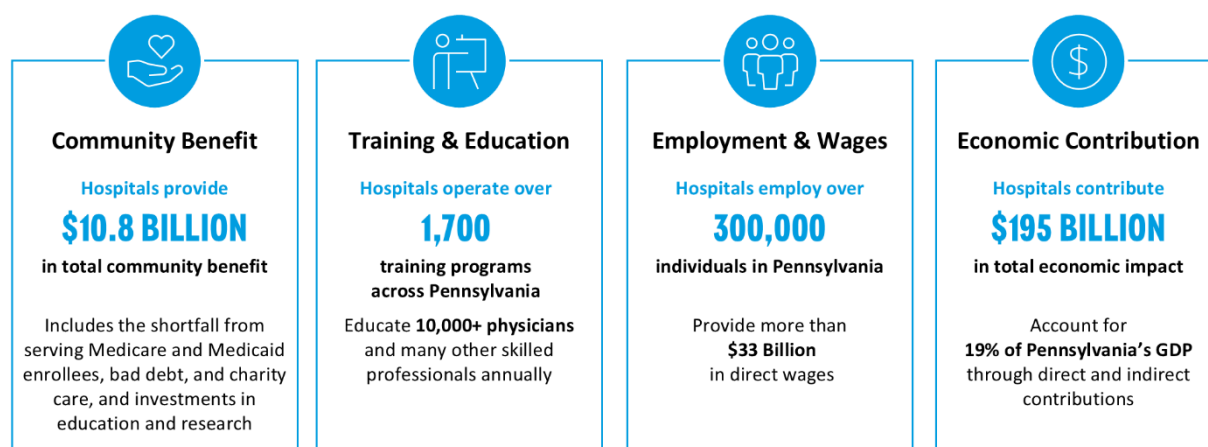 Community Benefit
Hospitals provide
$10.8 BILLION
in total community benefit
Includes the shortfall from
serving Medicare and Medicaid
enrollees, bad debt, and charity
care, and investments in
education and research
Training & Education
Hospitals operate over
1,700
training programs
across Pennsylvania
Educate 10,000+ physicians
and many other skilled
professionals annually
Employment & Wages
Hospitals employ over
300,000
individuals in Pennsylvania
Provide more than
$33 Billion
in direct wages
Economic Contribution
Hospitals contribute
$195 BILLION
in total economic impact
Account for
19% of Pennsylvania’s GDP
through direct and indirect
contributions